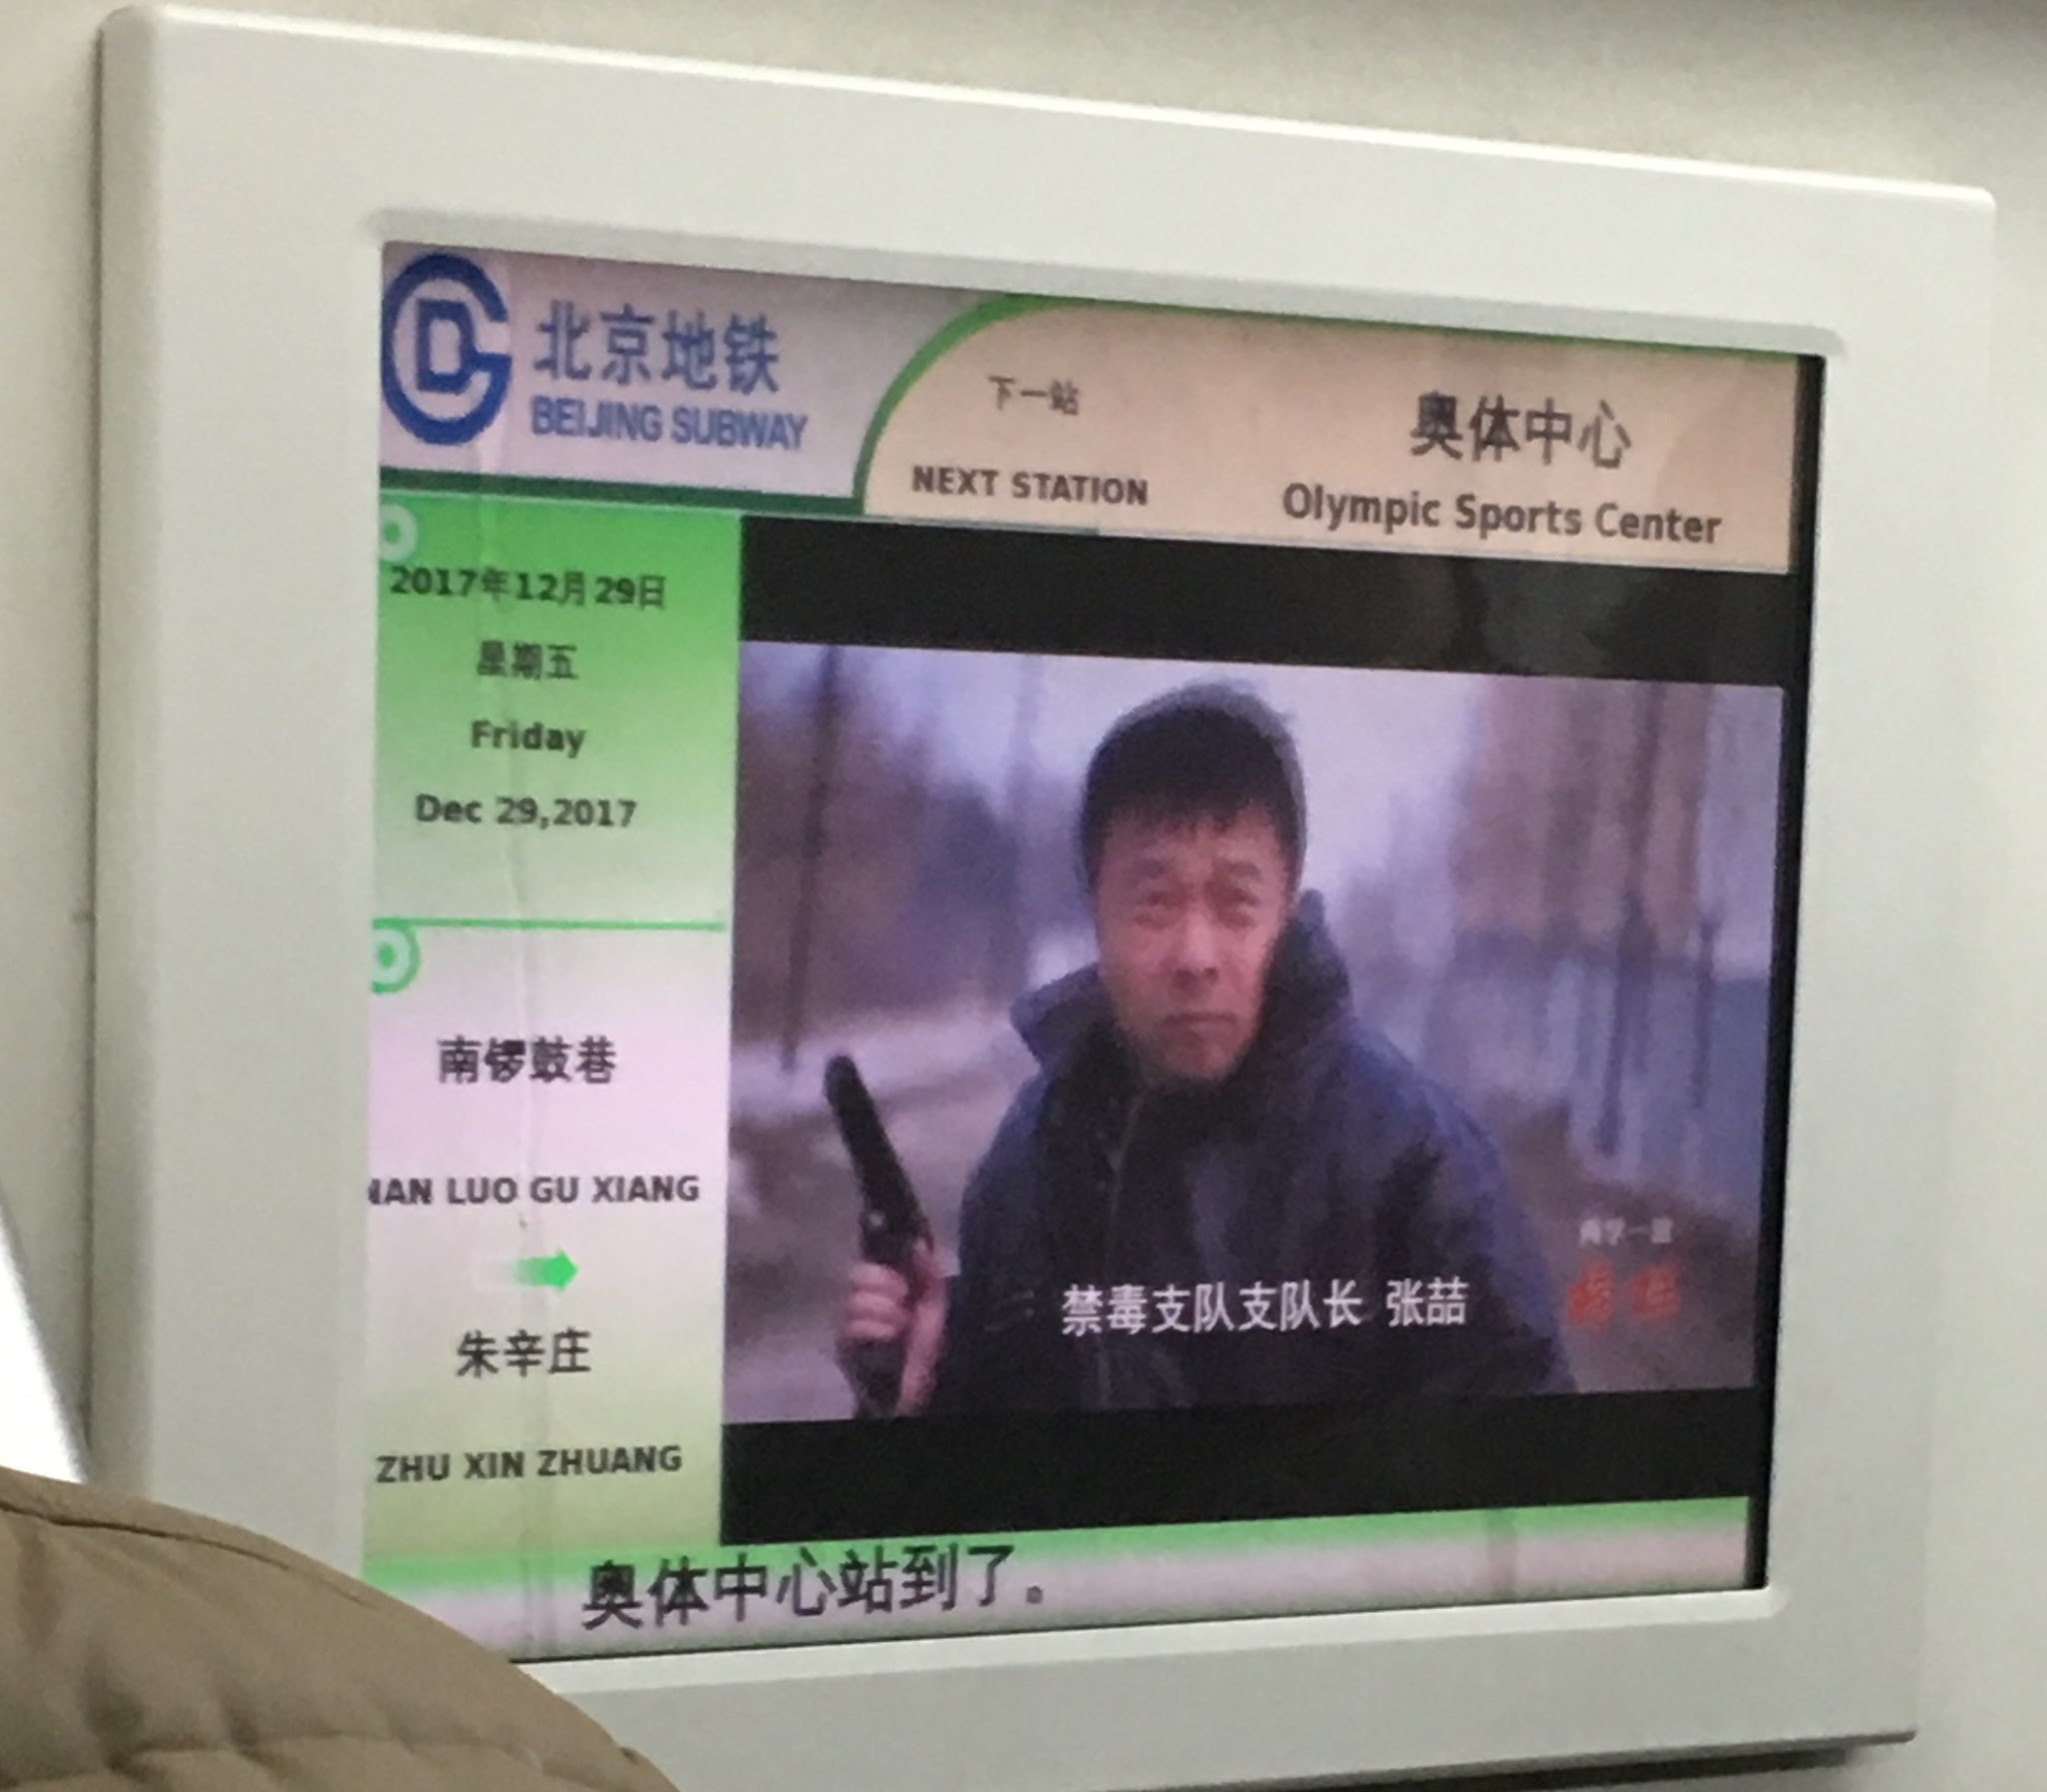 北京地铁
BEIJING SUBWAY
下一站
NEXT STATION
奥体中心
Olympic Sports Center
2017年12月29日
星期五
Friday
Dec 29,2017
南锣鼓巷
NAN LUO GU XIANG
朱辛庄
ZHU XIN ZHUANG
禁毒支队支队长 张喆
奥体中心站到了。